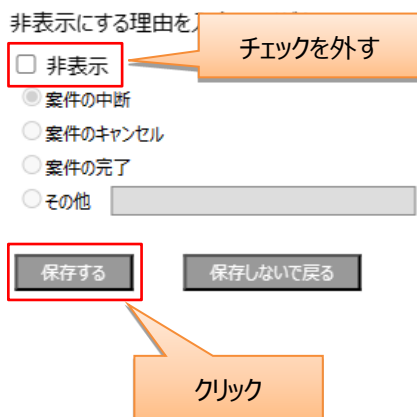 非表示にする理由を
チェックを外す
非表示
案件の中断
案件のキャンセル
案件の完了
その他
保存する
保存しないで戻る
クリック